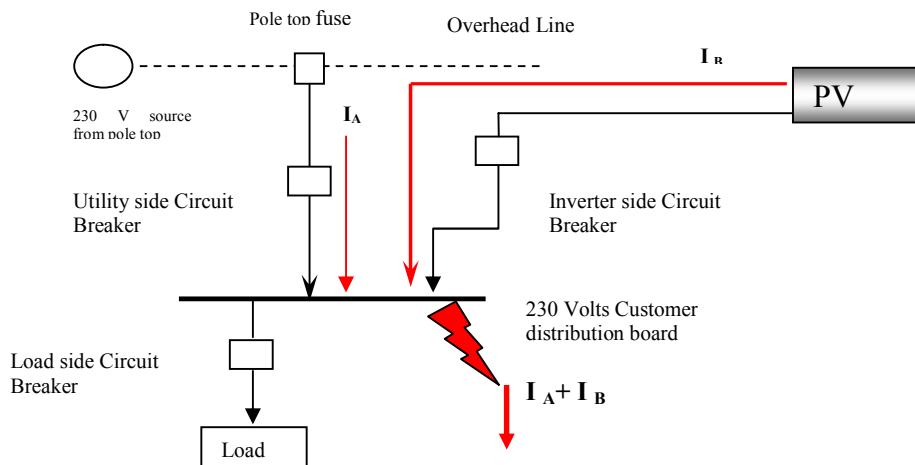 Pole top fuse
Overhead Line
I B
PV
230 V source
from pole top
I A
Utility side Circuit
Breaker
Inverter side Circuit
Breaker
230 Volts Customer
distribution board
Load side Circuit
Breaker
I A + I B
Load